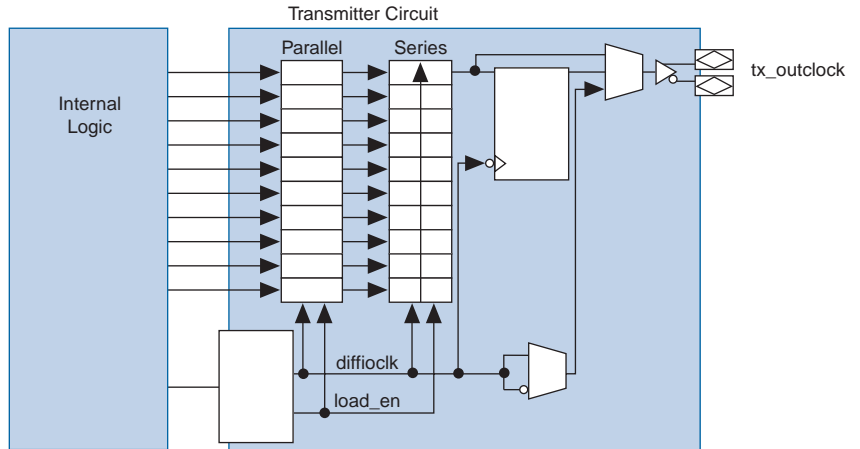 Transmitter Circuit
Parallel
Series
Internal
Logic
tx_outclock
diffioclk
load_en